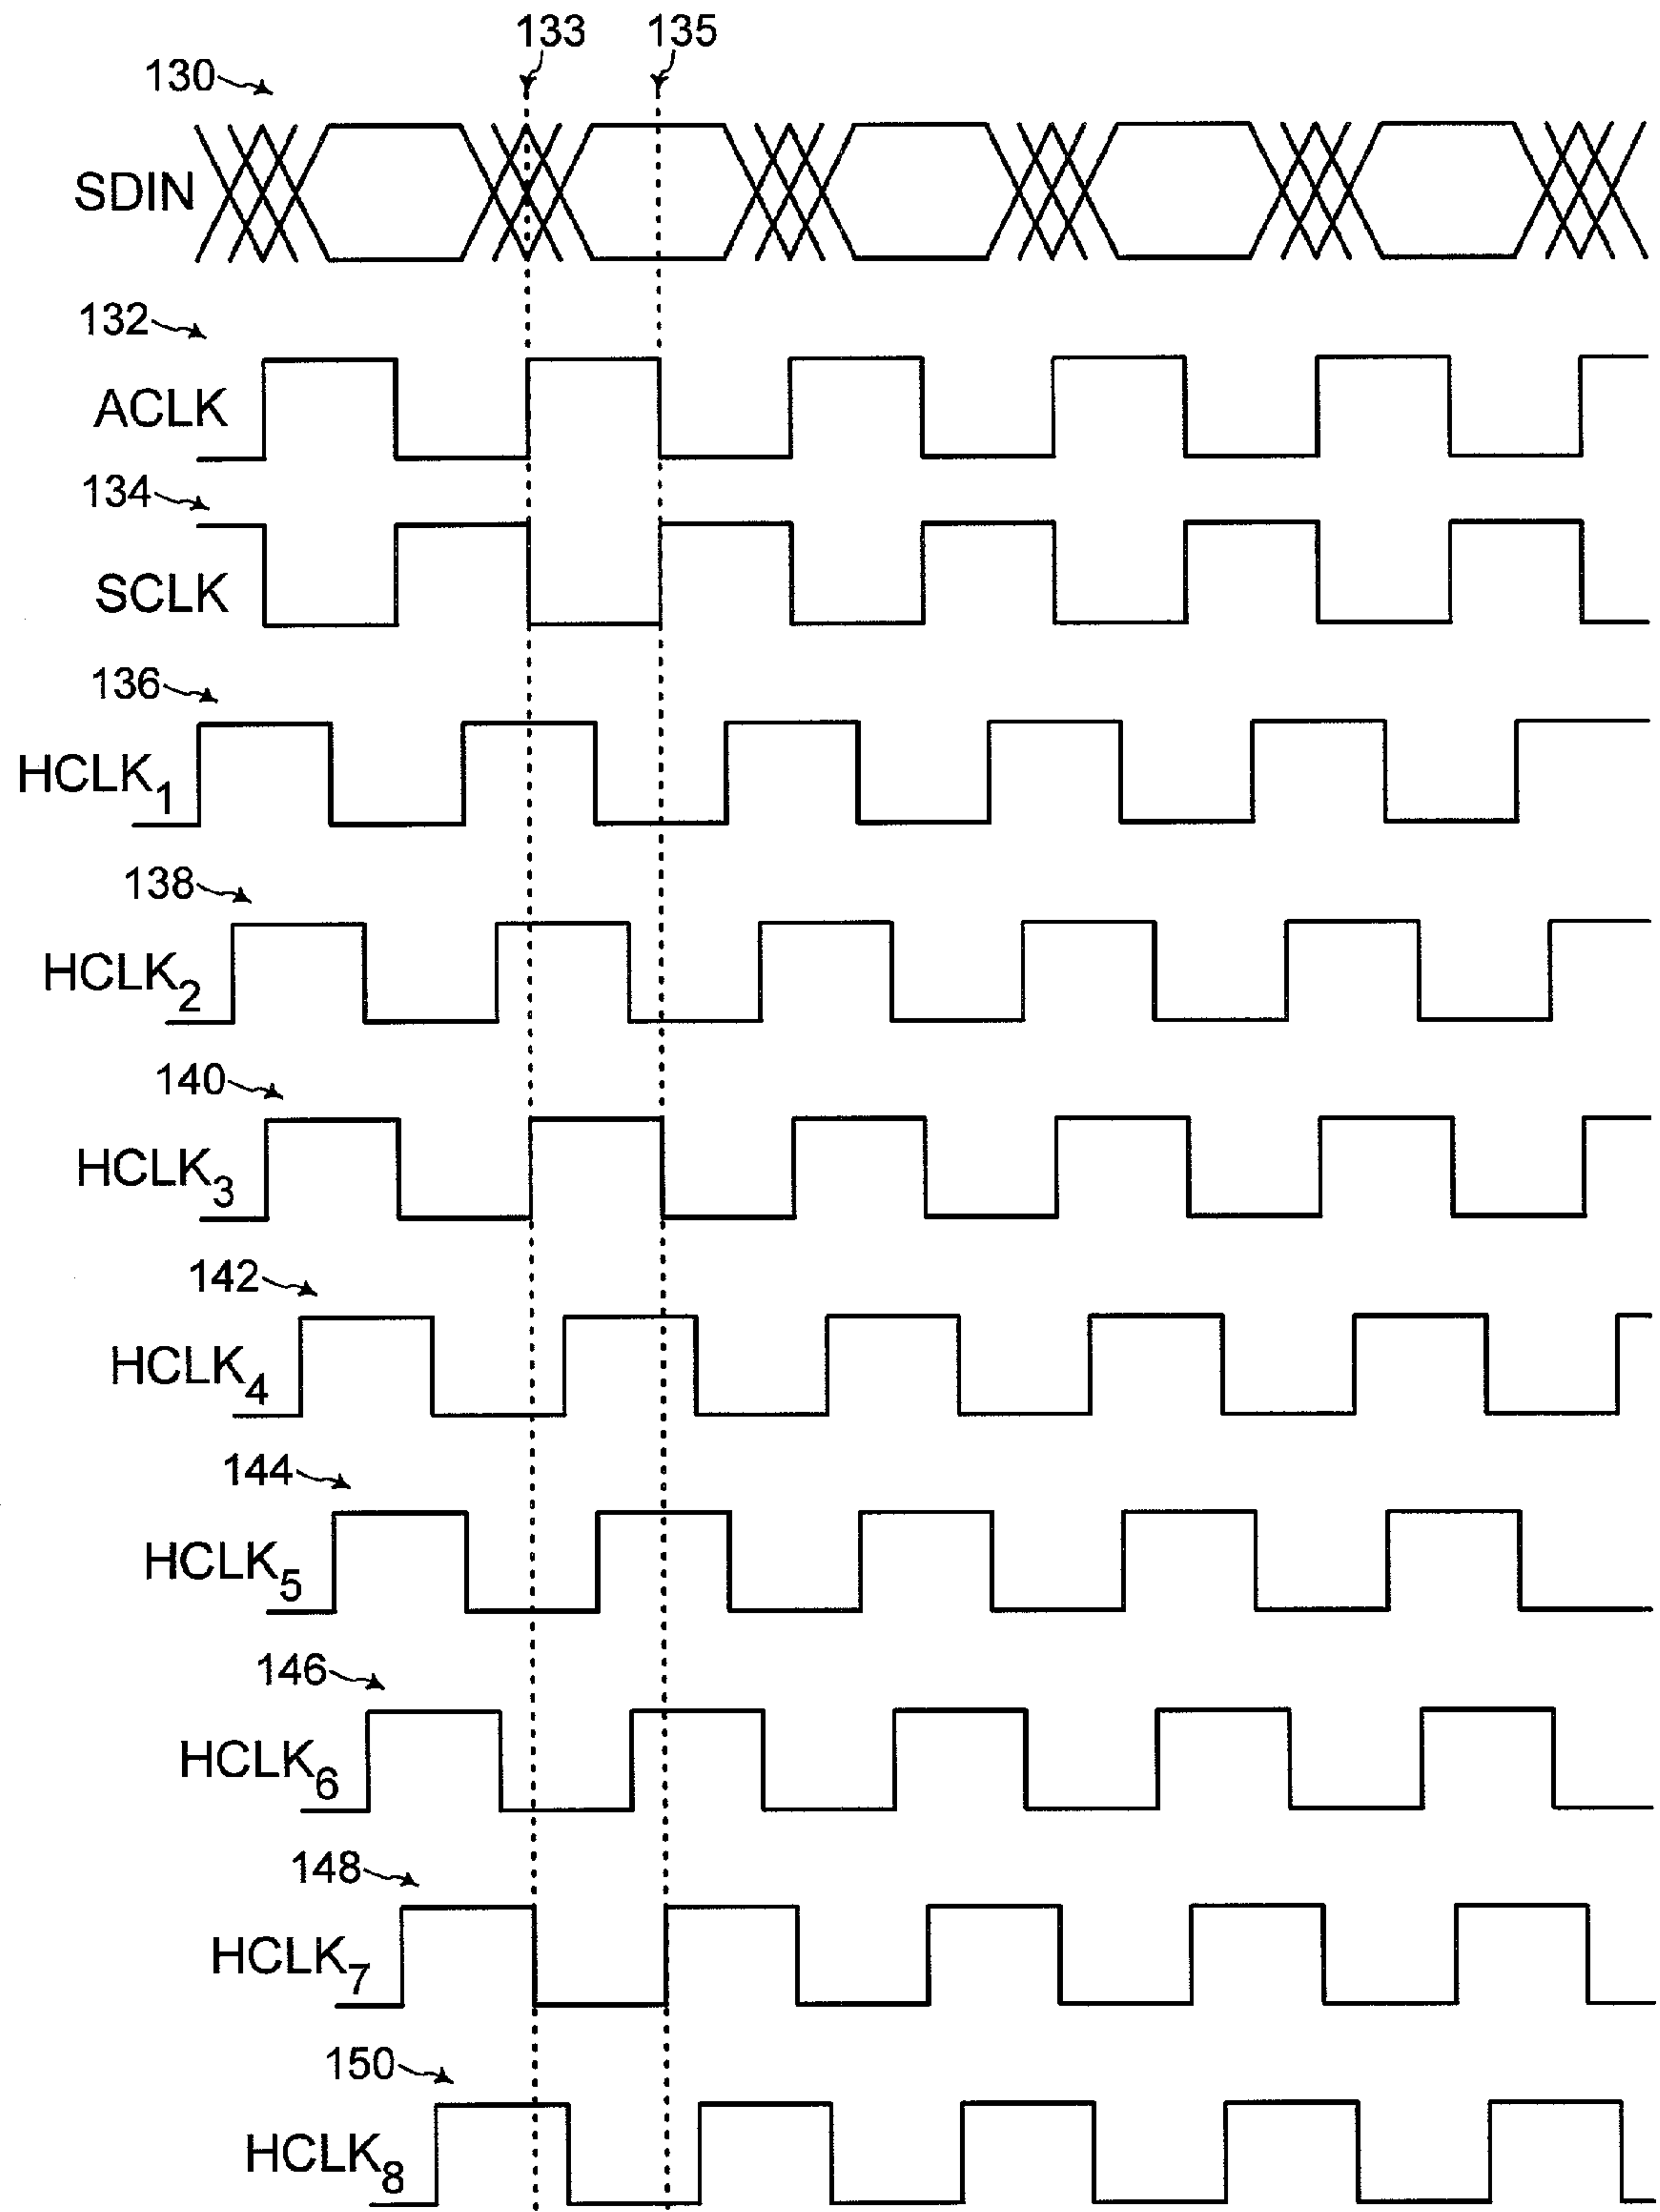 133 135
130
SDIN
132
ACLK
134
SCLK
136
HCLK1
138
HCLK2
140
HCLK3
142
HCLK4
144
HCLK5
146
HCLK6
148
HCLK7
150
HCLK8